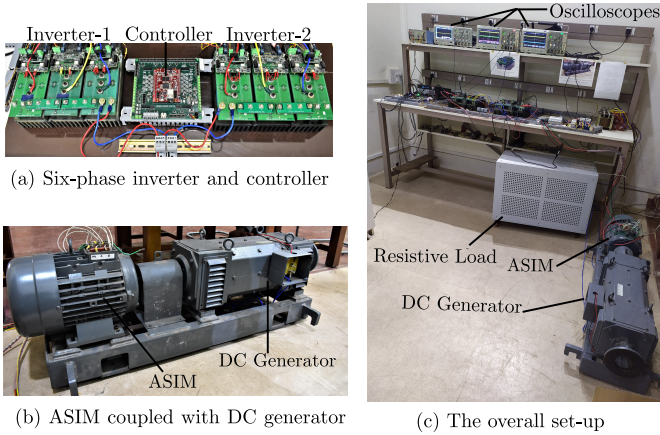 Inverter-1 Controller Inverter-2
(a) Six-phase inverter and controller
DC Generator
ASIM
(b) ASIM coupled with DC generator
Oscilloscopes
Resistive Load
ASIM
DC Generator
(c) The overall set-up